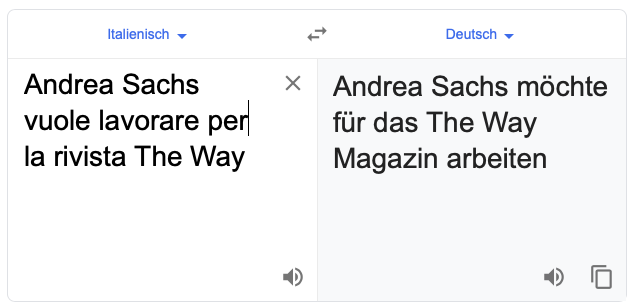 Italienisch
Deutsch
Andrea Sachs
vuole lavorare per
la rivista The Way
Andrea Sachs möchte
für das The Way
Magazin arbeiten